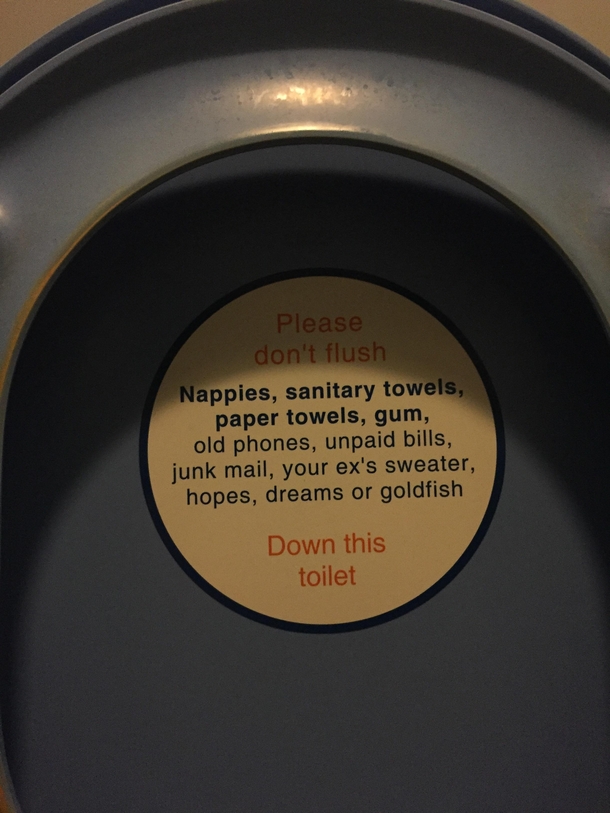 Please
don't flush
Nappies, sanitary towels,
paper towels, gum,
old phones, unpaid bills,
junk mail, your ex's sweater,
hopes, dreams or goldfish
Down this
toilet